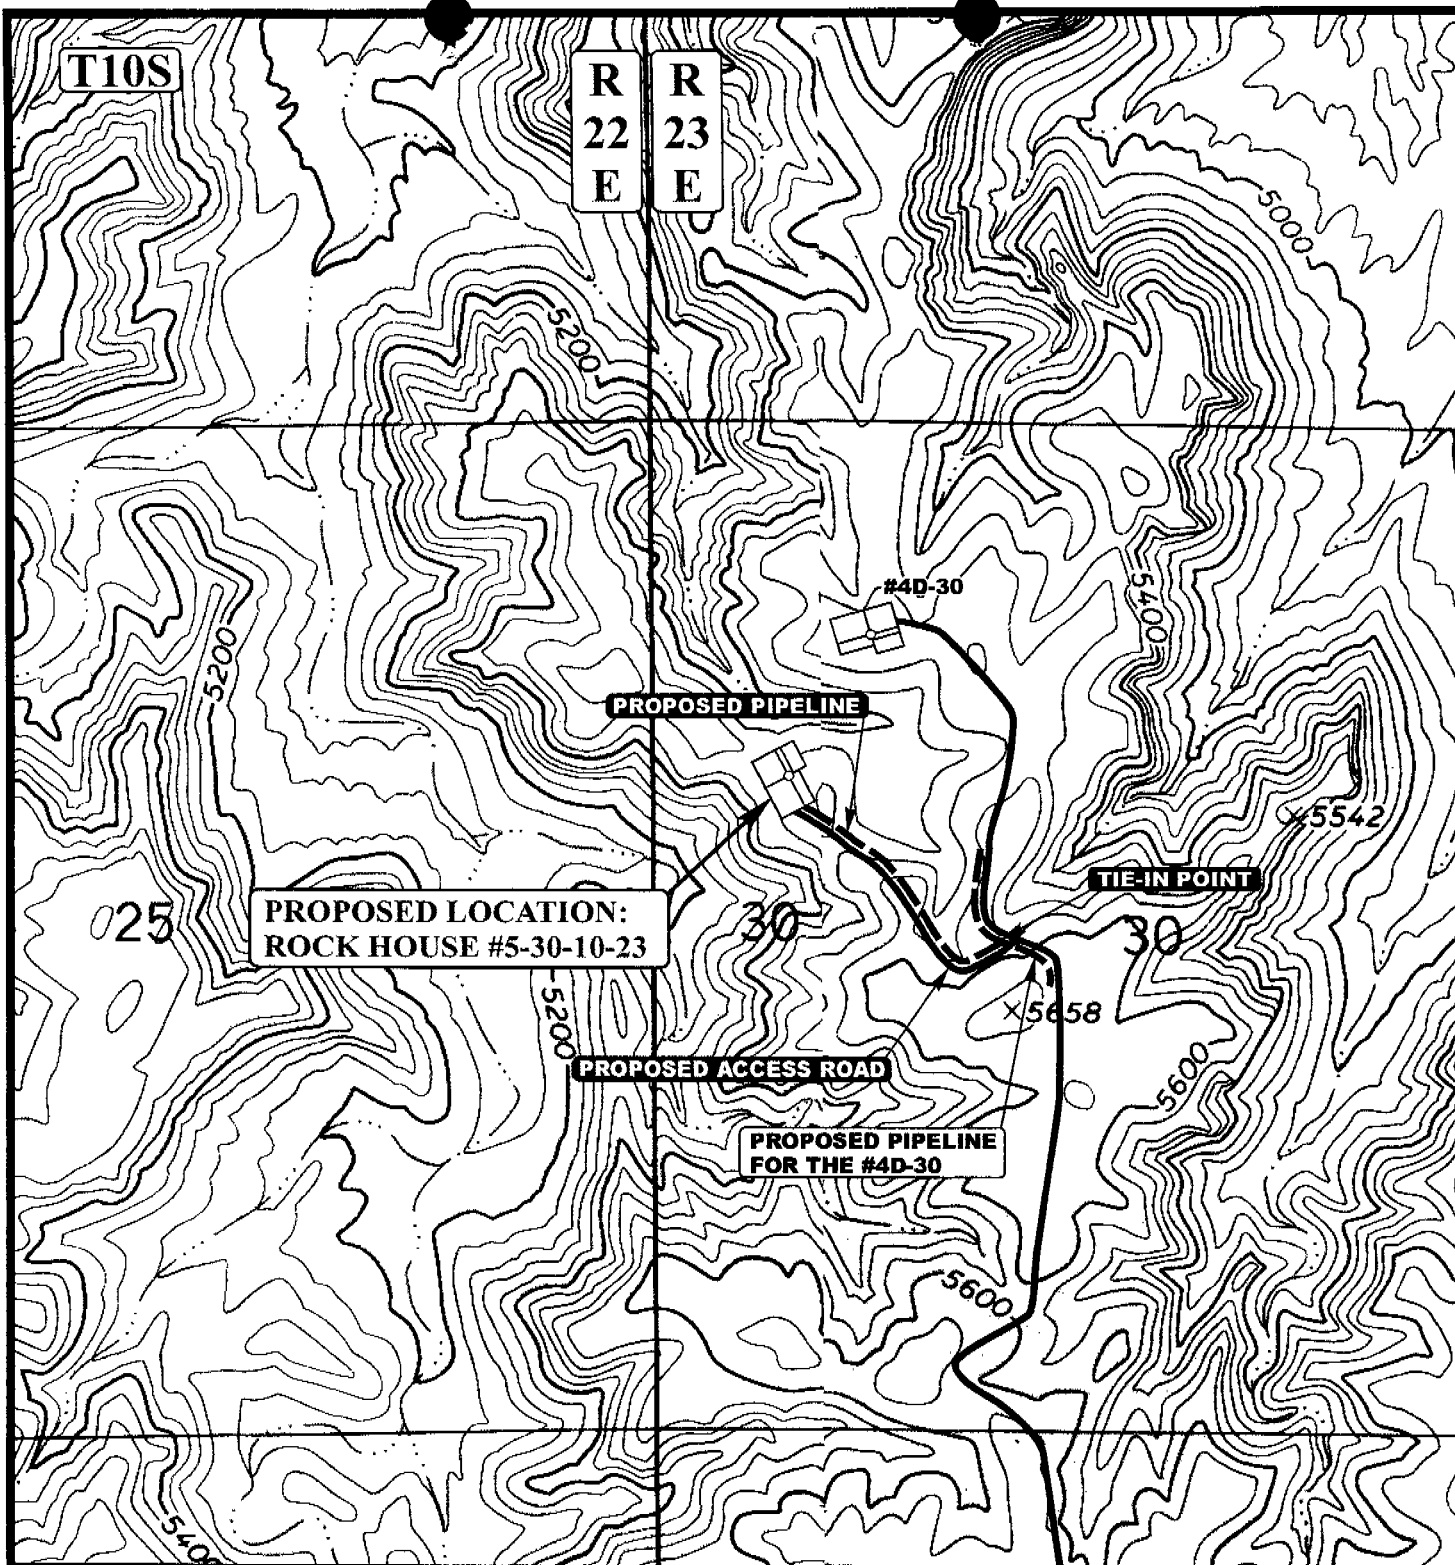 T10S
R
22
E
R
23
E
5000
5200
#4D-30
5400
5200
PROPOSED PIPELINE
5542
TIE-IN POINT
25
PROPOSED LOCATION:
ROCK HOUSE #5-30-10-23
30
30
5658
5200
PROPOSED ACCESS ROAD
5600
PROPOSED PIPELINE
FOR THE #4D-30
5600